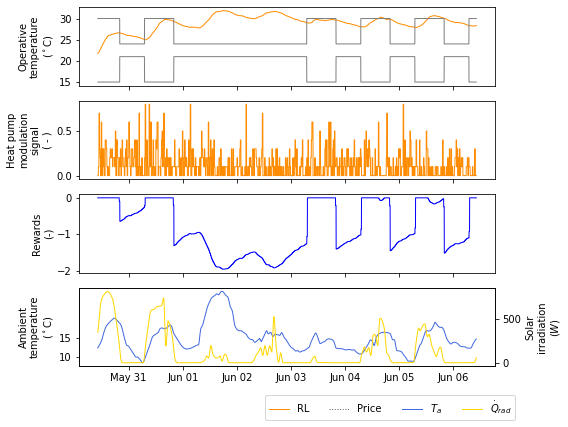 Operative
temperature
(°C)
30
25
20
15
Heat pump
modulation
signal
( - )
0.5
0.0
Rewards
(-)
0
−1
−2
Ambient
temperature
(°C)
15
10
500
0
Solar
irradiation
(W)
May 31
Jun 01
Jun 02
Jun 03
Jun 04
Jun 05
Jun 06
RL Price Ta Q̇rad